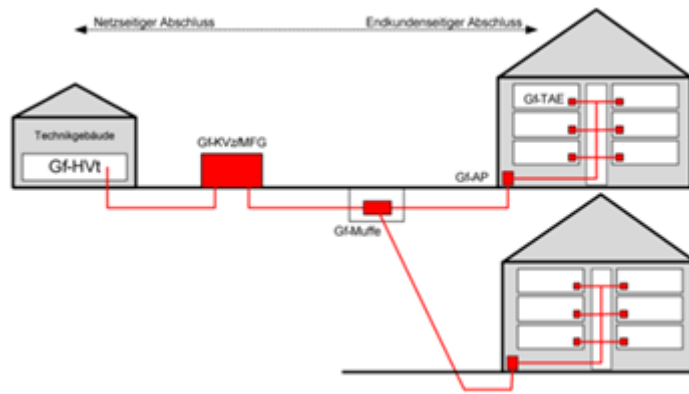 Netzseitiger Abschluss
Endkundenseitiger Abschluss
Gf-TAE
Technikgebäude
Gf-HVt
Gf-KVz/MFG
Gf-AP
Gf-Muffe